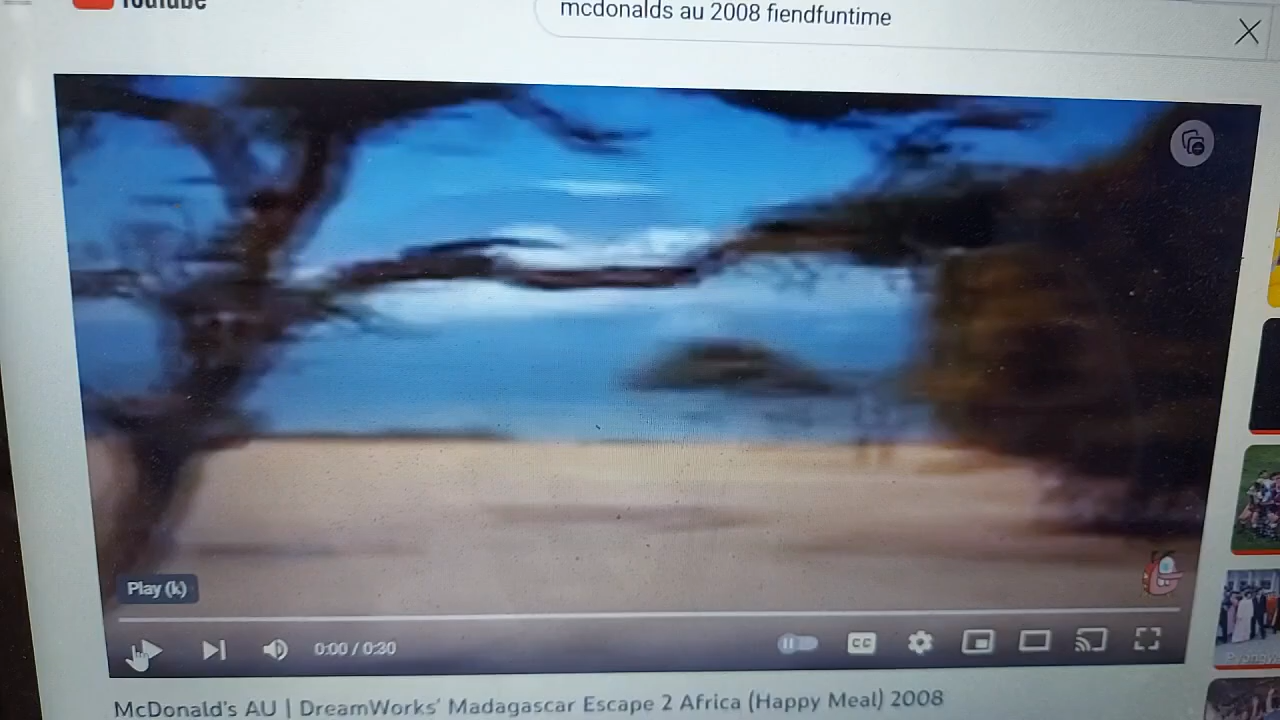 YouTube
mcdonalds au 2008 fiendfuntime
Play (k)
0:00 / 0:30
CC
McDonald's AU | DreamWorks' Madagascar Escape 2 Africa (Happy Meal) 2008